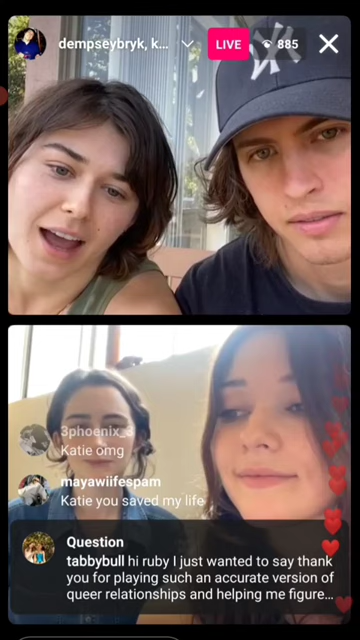 dempseybryk, k...
LIVE
885
NY
3phoenix_3
Katie omg
mayawiifespam
Katie you saved my life
Question
tabbybull hi ruby I just wanted to say thank
you for playing such an accurate version of
queer relationships and helping me figure...